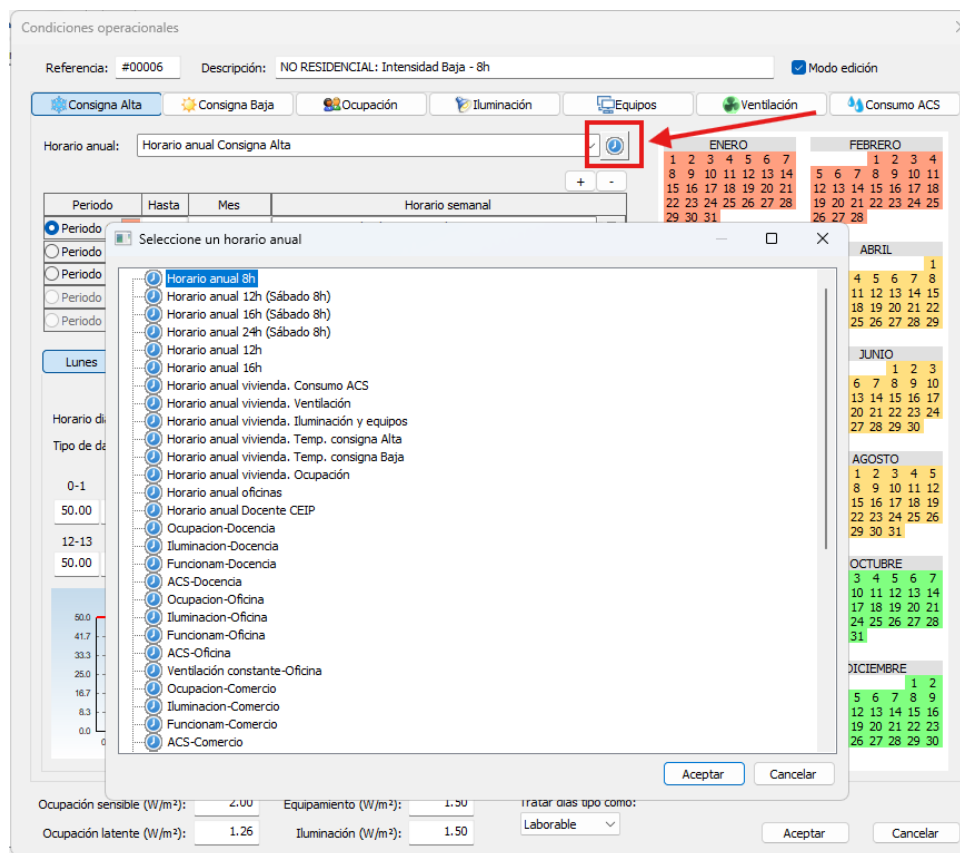 Condiciones operacionales
Referencia: #00006 Descripción: NO RESIDENCIAL: Intensidad Baja - 8h Modo edición
Consigna Alta Consigna Baja Ocupación Iluminación Equipos Ventilación Consumo ACS
Horario anual: Horario anual Consigna Alta
+ -
Periodo Hasta Mes Horario semanal
Periodo
Periodo
Periodo
Periodo
Periodo
Lunes
Horario di
Tipo de da
0-1
50.00
12-13
50.00
50.0
41.7
33.3
25.0
16.7
8.3
0.0
Seleccione un horario anual
Horario anual 8h
Horario anual 12h (Sábado 8h)
Horario anual 16h (Sábado 8h)
Horario anual 24h (Sábado 8h)
Horario anual 12h
Horario anual 16h
Horario anual vivienda. Consumo ACS
Horario anual vivienda. Ventilación
Horario anual vivienda. Iluminación y equipos
Horario anual vivienda. Temp. consigna Alta
Horario anual vivienda. Temp. consigna Baja
Horario anual vivienda. Ocupación
Horario anual oficinas
Horario anual Docente CEIP
Ocupacion-Docencia
Iluminacion-Docencia
Funcionam-Docencia
ACS-Docencia
Ocupacion-Oficina
Iluminacion-Oficina
Funcionam-Oficina
ACS-Oficina
Ventilación constante-Oficina
Ocupacion-Comercio
Iluminacion-Comercio
Funcionam-Comercio
ACS-Comercio
Aceptar Cancelar
ENERO
1 2 3 4 5 6 7
8 9 10 11 12 13 14
15 16 17 18 19 20 21
22 23 24 25 26 27 28
29 30 31
FEBRERO
1 2 3 4
5 6 7 8 9 10 11
12 13 14 15 16 17 18
19 20 21 22 23 24 25
26 27 28
ABRIL
1
4 5 6 7 8
11 12 13 14 15
18 19 20 21 22
25 26 27 28 29
JUNIO
1 2 3
6 7 8 9 10
13 14 15 16 17
20 21 22 23 24
27 28 29 30
AGOSTO
1 2 3 4 5
8 9 10 11 12
15 16 17 18 19
22 23 24 25 26
29 30 31
OCTUBRE
3 4 5 6 7
10 11 12 13 14
17 18 19 20 21
24 25 26 27 28
31
DICIEMBRE
1 2
5 6 7 8 9
12 13 14 15 16
19 20 21 22 23
26 27 28 29 30
Ocupación sensible (W/m²): 2.00 Equipamiento (W/m²): 1.50 Tratar días tipo como:
Ocupación latente (W/m²): 1.26 Iluminación (W/m²): 1.50 Laborable
Aceptar Cancelar